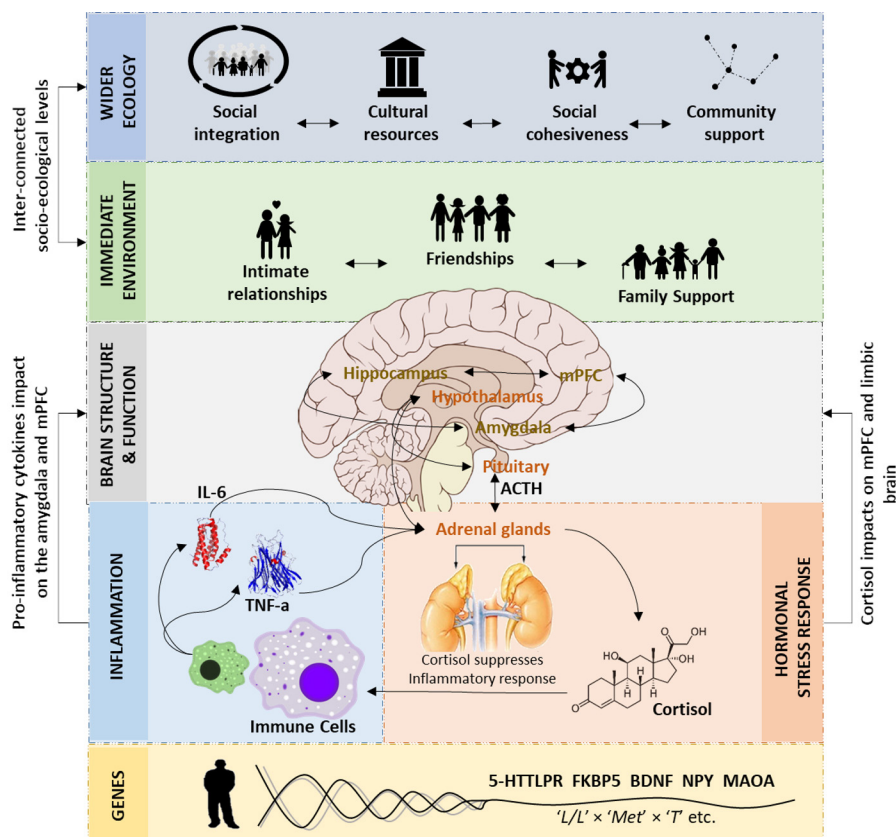 WIDER
ECOLOGY
Social
integration
Cultural
resources
Social
cohesiveness
Community
support
Inter-connected
socio-ecological levels
IMMEDIATE
ENVIRONMENT
Intimate
relationships
Friendships
Family Support
BRAIN STRUCTURE
& FUNCTION
Hippocampus
mPFC
Hypothalamus
Amygdala
Pituitary
ACTH
Pro-inflammatory cytokines impact
on the amygdala and mPFC
Cortisol impacts on mPFC and limbic
brain
INFLAMMATION
IL-6
TNF-a
Immune Cells
Adrenal glands
Cortisol suppresses
Inflammatory response
O
OH
HO
OH
O
Cortisol
HORMONAL
STRESS RESPONSE
GENES
5-HTTLPR FKBP5 BDNF NPY MAOA
‘L/L’ × ‘Met’ × ‘T’ etc.